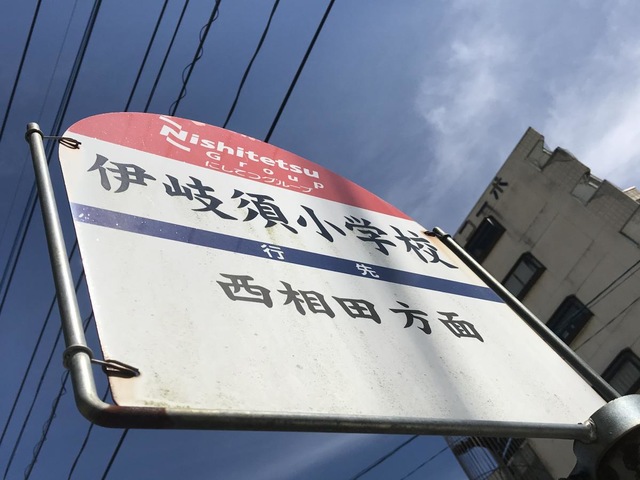 Nishitetsu
Group
にしてつグループ
伊岐須小学校
行先
西相田方面